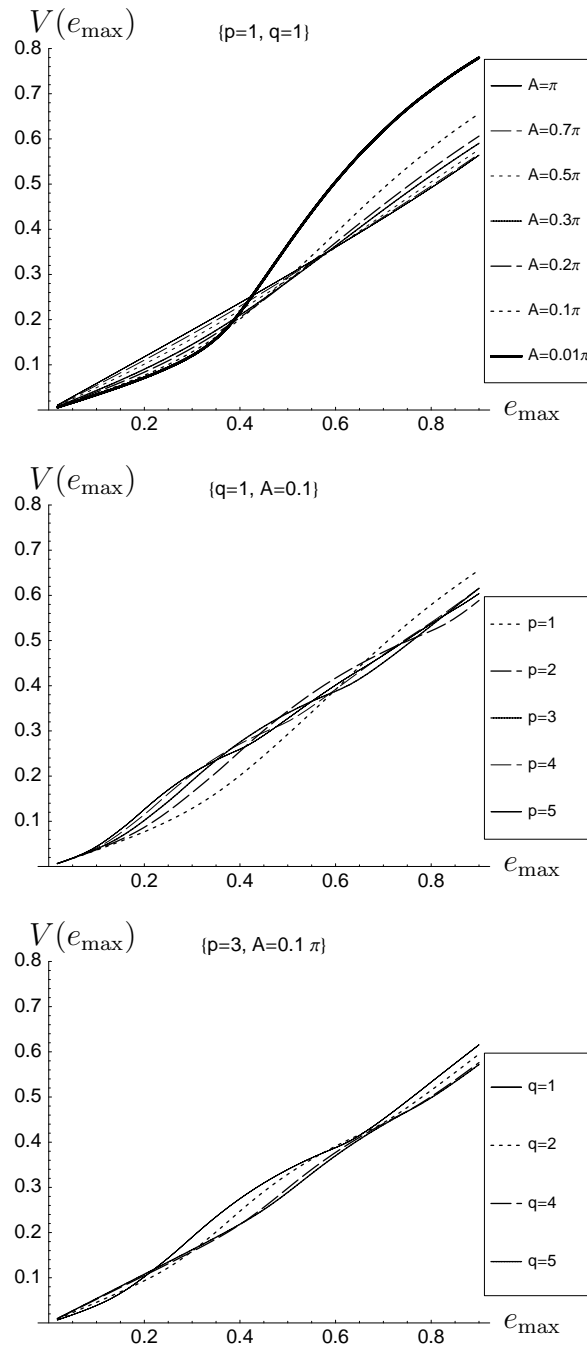 V(e_max)
{p=1, q=1}
0.8
0.7
0.6
0.5
0.4
0.3
0.2
0.1
0.2 0.4 0.6 0.8
e_max
A=π
A=0.7π
A=0.5π
A=0.3π
A=0.2π
A=0.1π
A=0.01π
V(e_max)
{q=1, A=0.1}
0.8
0.7
0.6
0.5
0.4
0.3
0.2
0.1
0.2 0.4 0.6 0.8
e_max
p=1
p=2
p=3
p=4
p=5
V(e_max)
{p=3, A=0.1 π}
0.8
0.7
0.6
0.5
0.4
0.3
0.2
0.1
0.2 0.4 0.6 0.8
e_max
q=1
q=2
q=4
q=5